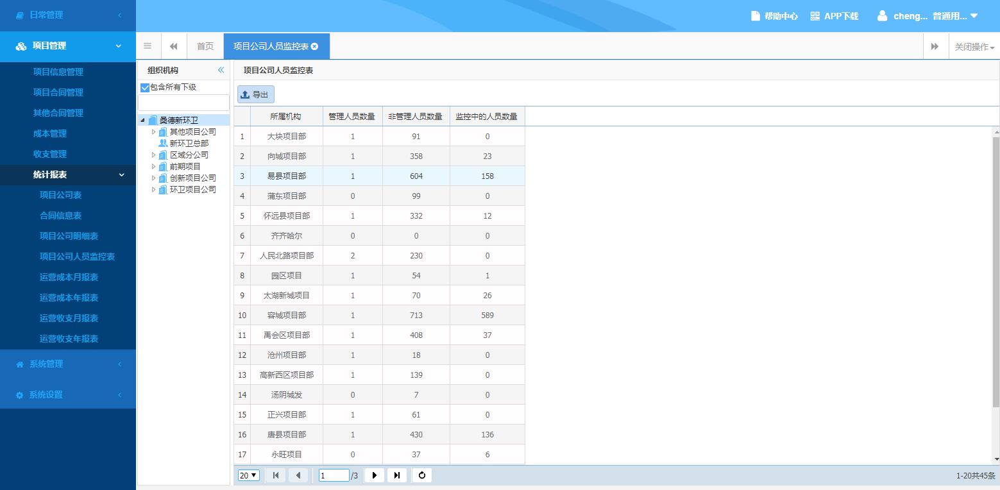 日常管理
项目管理
项目信息管理
项目合同管理
其他合同管理
成本管理
收支管理
统计报表
项目公司表
合同信息表
项目公司明细表
项目公司人员监控表
运营成本月报表
运营成本年报表
运营收支月报表
运营收支年报表
系统管理
系统设置
帮助中心 APP下载 cheng... 普通用...
首页 项目公司人员监控表 关闭操作
组织机构
包含所有下级
桑德新环卫
其他项目公司
新环卫总部
区域分公司
前期项目
创新项目公司
环卫项目公司
项目公司人员监控表
导出
所属机构 管理人员数量 非管理人员数量 监控中的人员数量
1 大块项目部 1 91 0
2 向城项目部 1 358 23
3 易县项目部 1 604 158
4 蒲东项目部 0 99 0
5 怀远县项目部 1 332 12
6 齐齐哈尔 0 0 0
7 人民北路项目部 2 230 0
8 园区项目 1 54 1
9 太湖新城项目 1 70 26
10 容城项目部 1 713 589
11 禹会区项目部 1 408 37
12 沧州项目部 1 18 0
13 高新西区项目部 1 139 0
14 汤阴城发 0 7 0
15 正兴项目部 1 61 0
16 唐县项目部 1 430 136
17 永旺项目 0 37 6
20 1 /3 1-20共45条